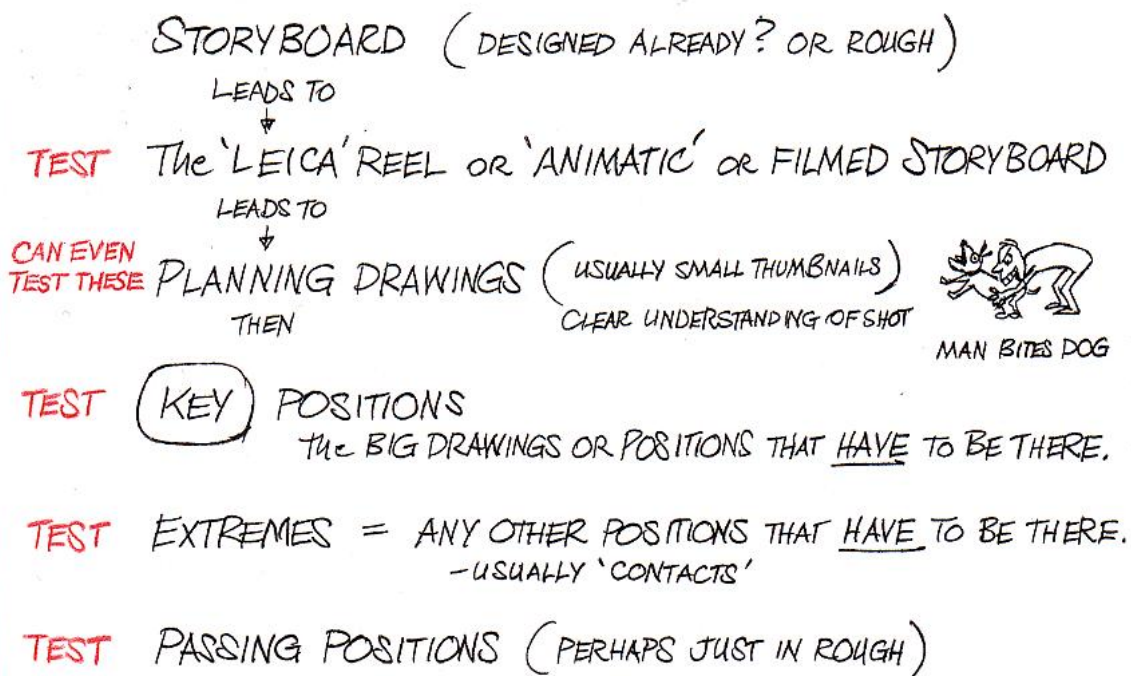 STORYBOARD (DESIGNED ALREADY? OR ROUGH)
LEADS TO
TEST The 'LEICA' REEL OR 'ANIMATIC' OR FILMED STORYBOARD
LEADS TO
CAN EVEN
TEST THESE PLANNING DRAWINGS (USUALLY SMALL THUMBNAILS)
THEN CLEAR UNDERSTANDING OF SHOT
MAN BITES DOG
TEST KEY POSITIONS
The BIG DRAWINGS OR POSITIONS THAT HAVE TO BE THERE.
TEST EXTREMES = ANY OTHER POSITIONS THAT HAVE TO BE THERE.
-USUALLY 'CONTACTS'
TEST PASSING POSITIONS (PERHAPS JUST IN ROUGH)